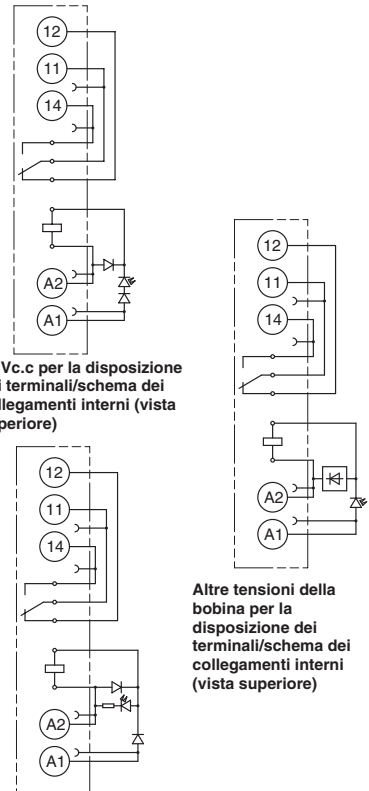 12
11
14
A2
A1
Vc.c per la disposizione
terminali/schema dei
interni (vista
12
11
14
A2
A1
Altre tensioni della
bobina per la
disposizione dei
terminali/schema dei
collegamenti interni
(vista superiore)
12
11
14
A2
A1